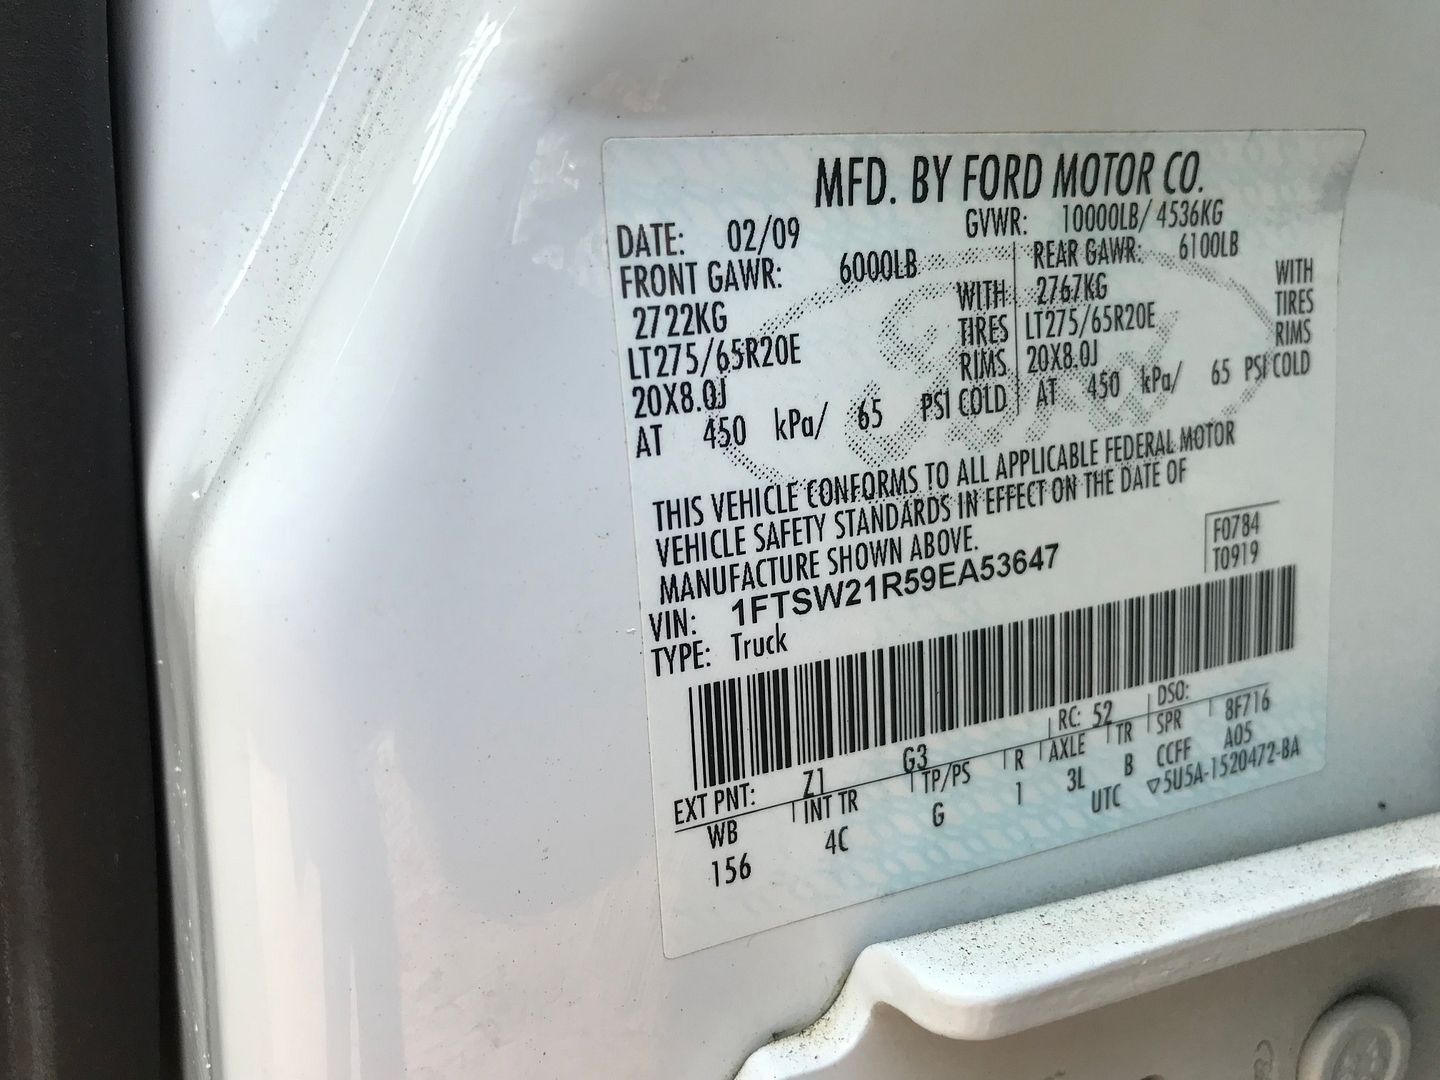 MFD. BY FORD MOTOR CO.
DATE: 02/09 GVWR: 10000LB/ 4536KG
FRONT GAWR: 6000LB REAR GAWR: 6100LB
2722KG WITH 2767KG WITH
LT275/65R20E TIRES LT275/65R20E TIRES
20X8.0J RIMS 20X8.0J RIMS
AT 450 kPa/ 65 PSI COLD AT 450 kPa/ 65 PSI COLD
THIS VEHICLE CONFORMS TO ALL APPLICABLE FEDERAL MOTOR
VEHICLE SAFETY STANDARDS IN EFFECT ON THE DATE OF
MANUFACTURE SHOWN ABOVE.
F0784
T0919
VIN: 1FTSW21R59EA53647
TYPE: Truck
EXT PNT: Z1 G3 RC: 52 DSO:
WB INT TR TP/PS R AXLE TR SPR 8F716
156 4C G 1 3L B CCFF A05
UTC ▽5U5A-1520472-BA